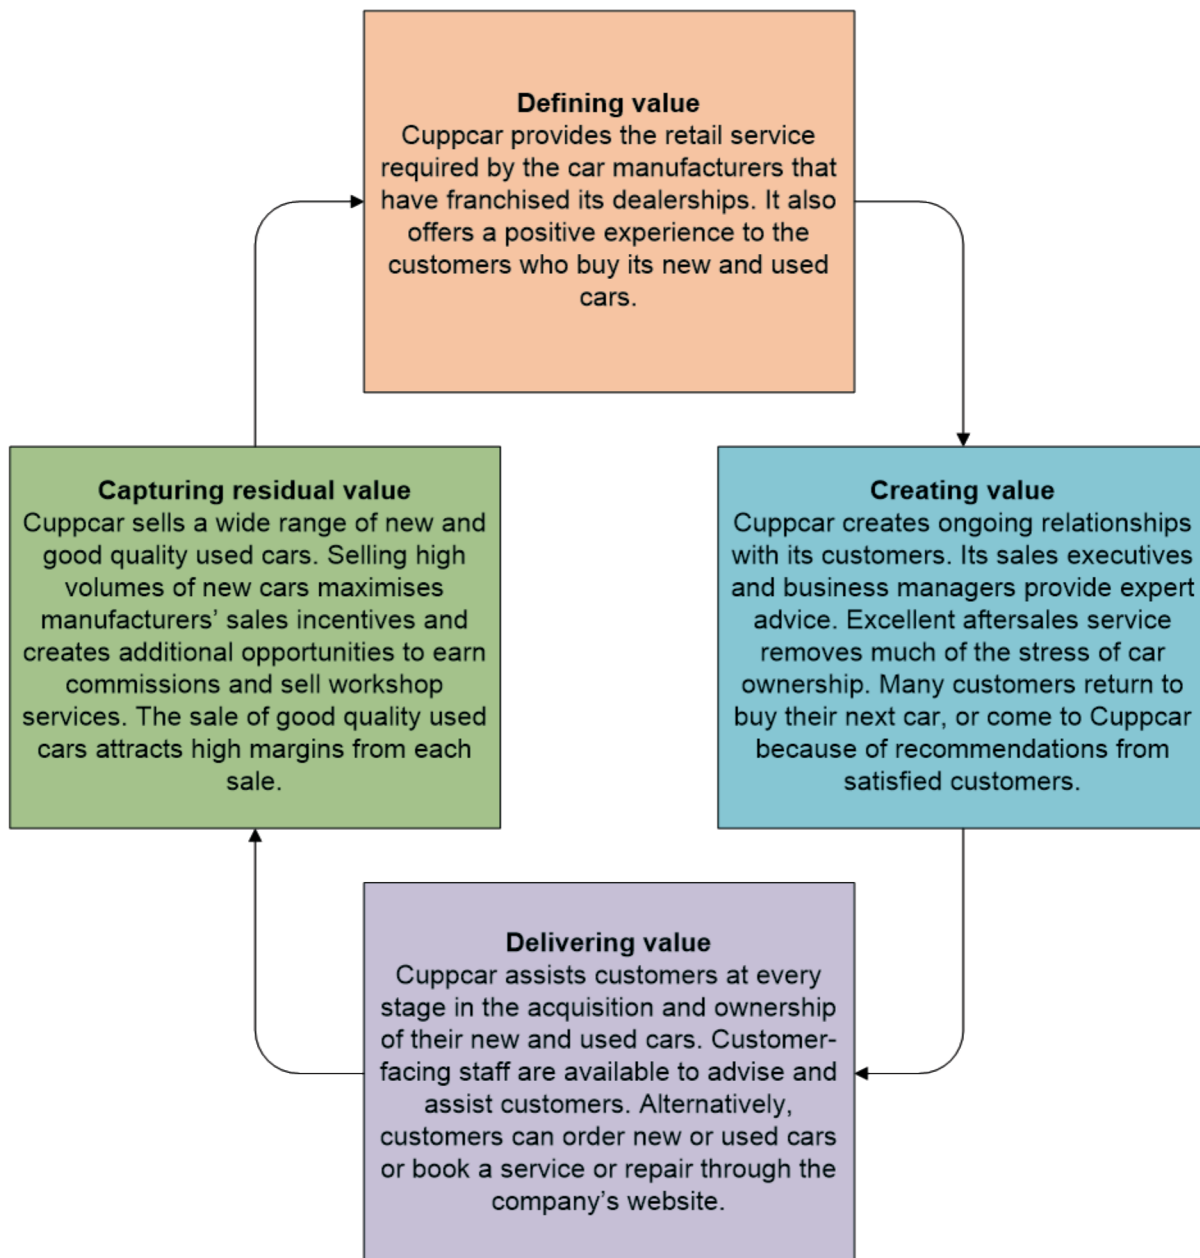 Defining value
Cuppcar provides the retail service
required by the car manufacturers that
have franchised its dealerships. It also
offers a positive experience to the
customers who buy its new and used
cars.
Creating value
Cuppcar creates ongoing relationships
with its customers. Its sales executives
and business managers provide expert
advice. Excellent aftersales service
removes much of the stress of car
ownership. Many customers return to
buy their next car, or come to Cuppcar
because of recommendations from
satisfied customers.
Delivering value
Cuppcar assists customers at every
stage in the acquisition and ownership
of their new and used cars. Customer-
facing staff are available to advise and
assist customers. Alternatively,
customers can order new or used cars
or book a service or repair through the
company’s website.
Capturing residual value
Cuppcar sells a wide range of new and
good quality used cars. Selling high
volumes of new cars maximises
manufacturers’ sales incentives and
creates additional opportunities to earn
commissions and sell workshop
services. The sale of good quality used
cars attracts high margins from each
sale.